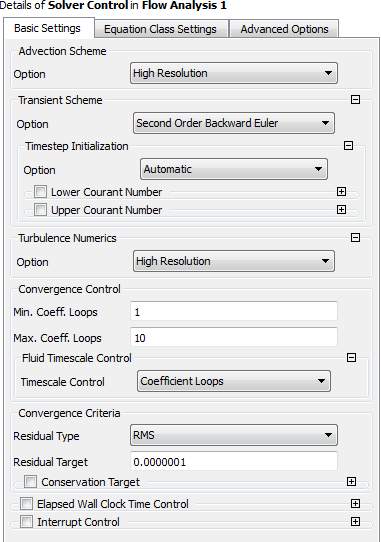 Details of Solver Control in Flow Analysis 1
Basic Settings Equation Class Settings Advanced Options
Advection Scheme
Option High Resolution
Transient Scheme
Option Second Order Backward Euler
Timestep Initialization
Option Automatic
Lower Courant Number
Upper Courant Number
Turbulence Numerics
Option High Resolution
Convergence Control
Min. Coeff. Loops 1
Max. Coeff. Loops 10
Fluid Timescale Control
Timescale Control Coefficient Loops
Convergence Criteria
Residual Type RMS
Residual Target 0.0000001
Conservation Target
Elapsed Wall Clock Time Control
Interrupt Control